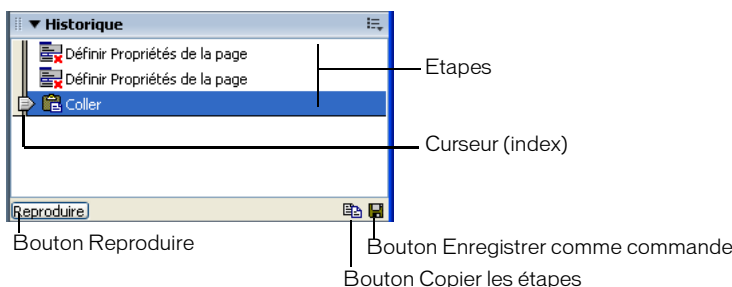 Historique
Définir Propriétés de la page
Définir Propriétés de la page
Coller
Etapes
Curseur (index)
Reproduire
Bouton Reproduire
Bouton Enregistrer comme commande
Bouton Copier les étapes